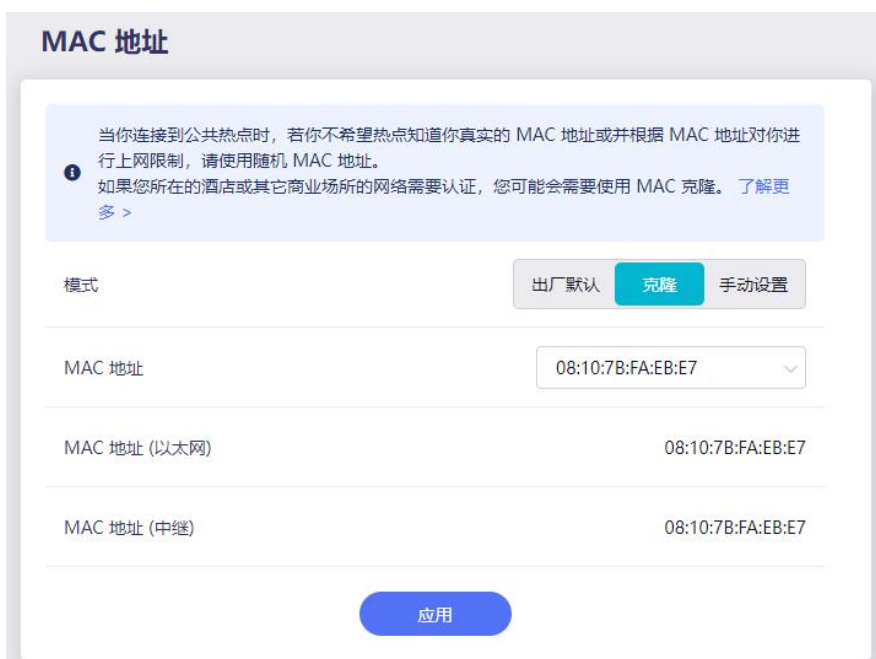 MAC 地址
当你连接到公共热点时，若你不希望热点知道你真实的 MAC 地址或并根据 MAC 地址对你进
行上网限制，请使用随机 MAC 地址。
如果您所在的酒店或其它商业场所的网络需要认证，您可能会需要使用 MAC 克隆。 了解更
多 >
模式 出厂默认 克隆 手动设置
MAC 地址 08:10:7B:FA:EB:E7
MAC 地址 (以太网) 08:10:7B:FA:EB:E7
MAC 地址 (中继) 08:10:7B:FA:EB:E7
应用